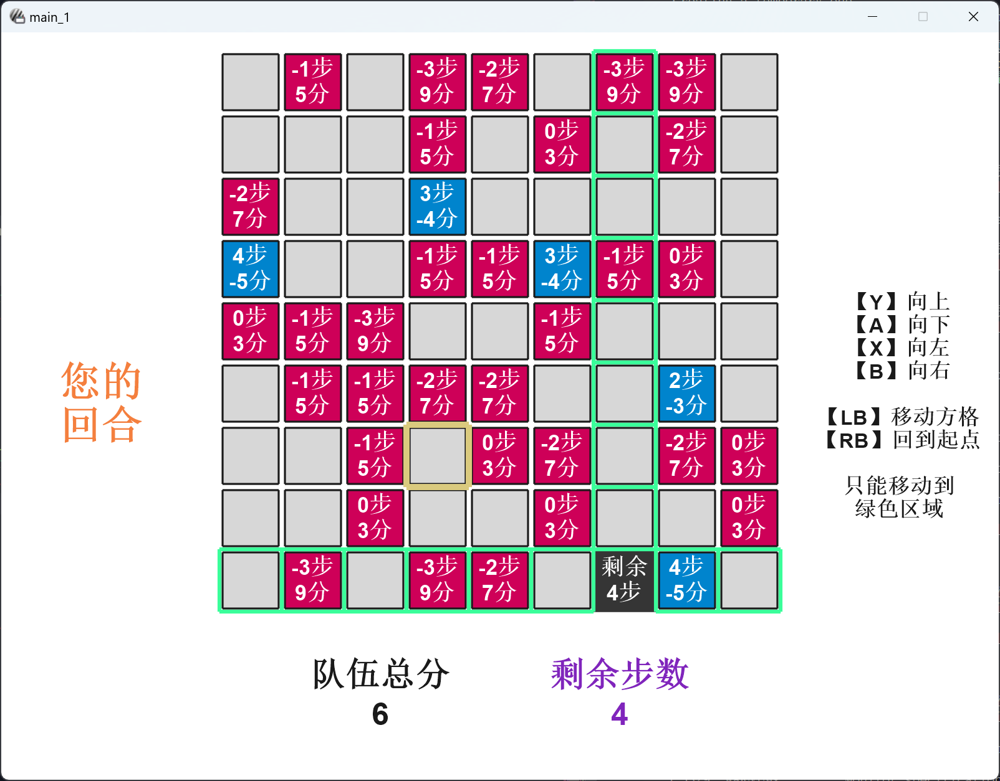 main_1
-1步 -3步 -2步 -3步 -3步
5分 9分 7分 9分 9分
-1步 0步 -2步
5分 3分 7分
-2步 3步
7分 -4分
4步 -1步 -1步 3步 -1步 0步
-5分 5分 5分 -4分 5分 3分
0步 -1步 -3步 -1步
3分 5分 9分 5分
-1步 -1步 -2步 -2步 2步
5分 5分 7分 7分 -3分
-1步 0步 -2步 -2步 0步
5分 3分 7分 7分 3分
0步 0步 0步
3分 3分 3分
-3步 -3步 -2步 剩余 4步
9分 9分 7分 4步 -5分
您的
回合
【Y】向上
【A】向下
【X】向左
【B】向右
【LB】移动方格
【RB】回到起点
只能移动到
绿色区域
队伍总分 剩余步数
6 4